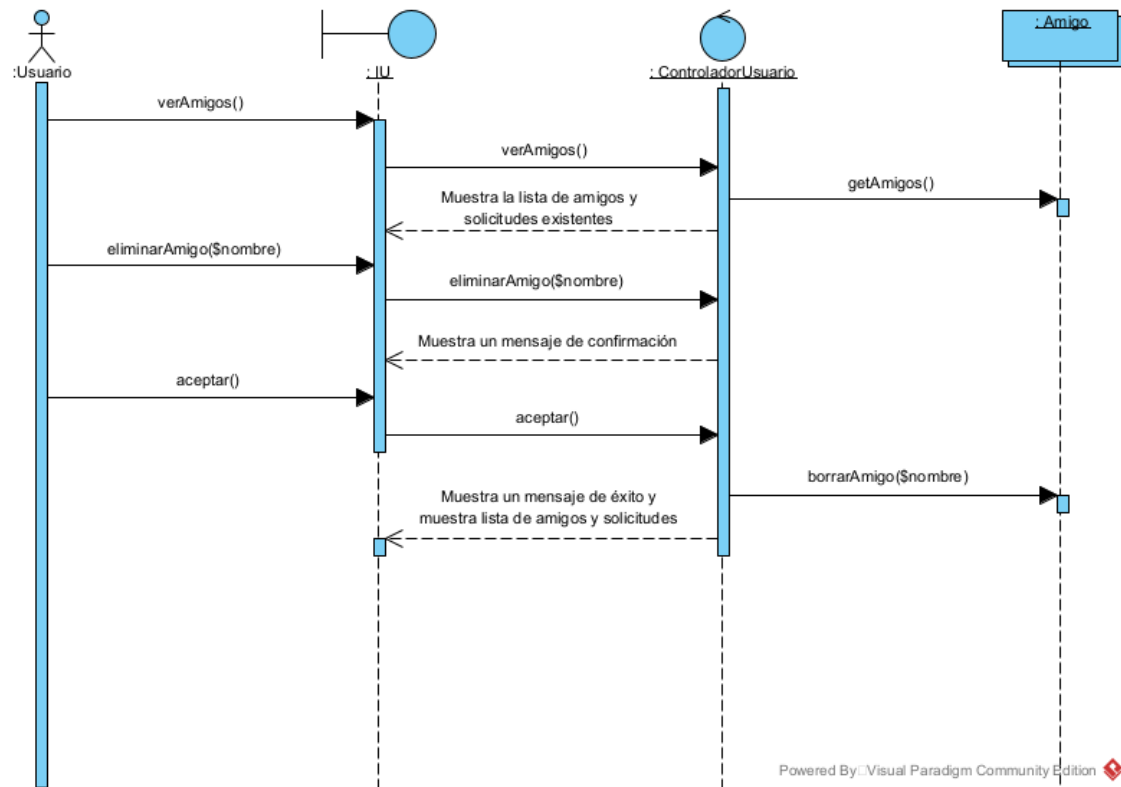 :Usuario
: IU
: ControladorUsuario
: Amigo
verAmigos()
verAmigos()
getAmigos()
Muestra la lista de amigos y
solicitudes existentes
eliminarAmigo($nombre)
eliminarAmigo($nombre)
Muestra un mensaje de confirmación
aceptar()
aceptar()
borrarAmigo($nombre)
Muestra un mensaje de éxito y
muestra lista de amigos y solicitudes
Powered By Visual Paradigm Community Edition